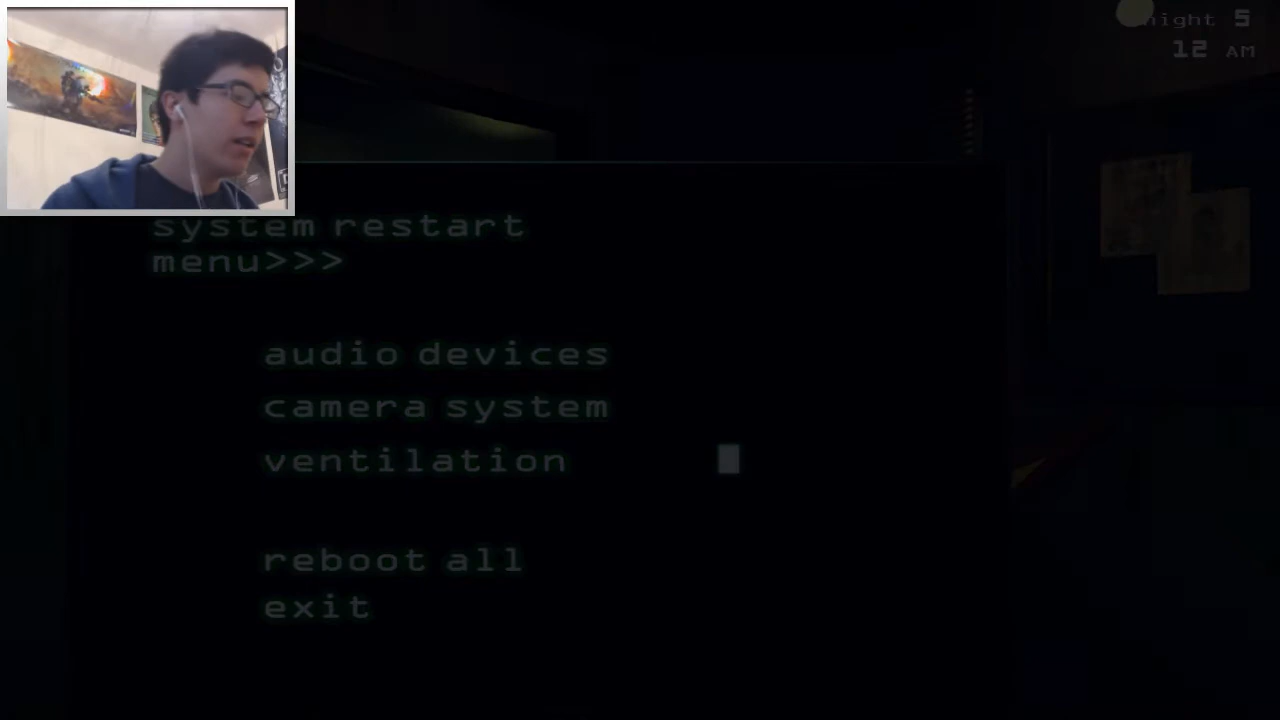 night 5
12 AM
system restart
menu>>>
audio devices
camera system
ventilation
reboot all
exit